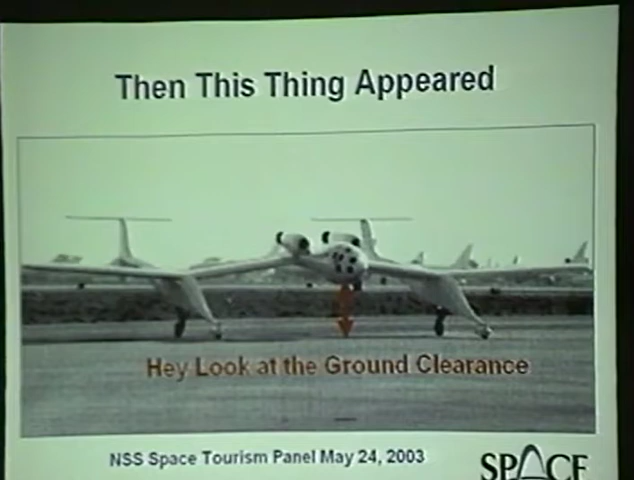 Then This Thing Appeared
Hey Look at the Ground Clearance
NSS Space Tourism Panel May 24, 2003
SPACE